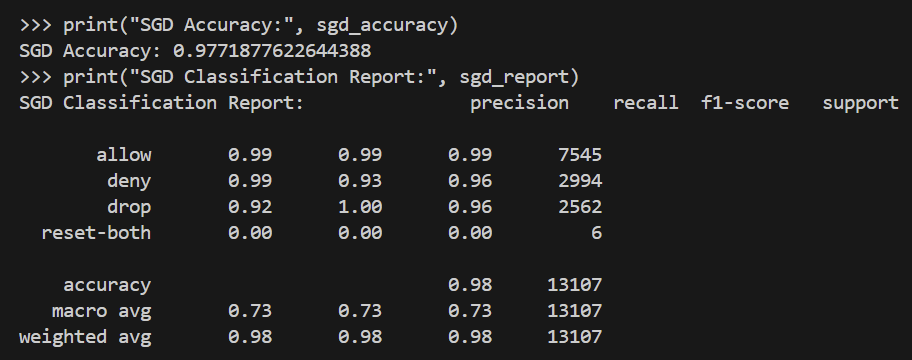 >>> print("SGD Accuracy:", sgd_accuracy)
SGD Accuracy: 0.9771877622644388
>>> print("SGD Classification Report:", sgd_report)
SGD Classification Report:               precision    recall  f1-score   support

       allow       0.99      0.99      0.99      7545
        deny       0.99      0.93      0.96      2994
        drop       0.92      1.00      0.96      2562
  reset-both       0.00      0.00      0.00         6

    accuracy                           0.98     13107
   macro avg       0.73      0.73      0.73     13107
weighted avg       0.98      0.98      0.98     13107